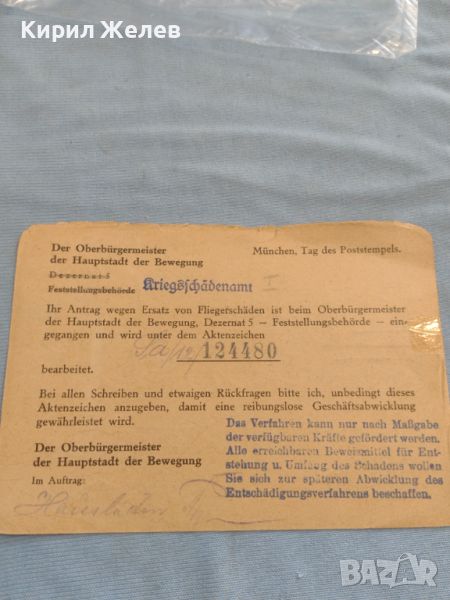 Кирил Желев
Der Oberbürgermeister
der Hauptstadt der Bewegung
München, Tag des Poststempels.
Dezernat 5
Feststellungsbehörde Kriegsschädenamt I
Ihr Antrag wegen Ersatz von Fliegerschäden ist beim Oberbürgermeister
der Hauptstadt der Bewegung, Dezernat 5 – Feststellungsbehörde – ein-
gegangen und wird unter dem Aktenzeichen
124480
bearbeitet.
Bei allen Schreiben und etwaigen Rückfragen bitte ich, unbedingt dieses
Aktenzeichen anzugeben, damit eine reibungslose Geschäftsabwicklung
gewährleistet wird.
Der Oberbürgermeister
der Hauptstadt der Bewegung
Im Auftrag:
Das Verfahren kann nur nach Maßgabe
der verfügbaren Kräfte gefördert werden.
Alle erreichbaren Beweismittel für Ent-
stehung u. Umfang des Schadens wollen
Sie sich zur späteren Abwicklung des
Entschädigungsverfahrens beschaffen.
BAZAR
bg